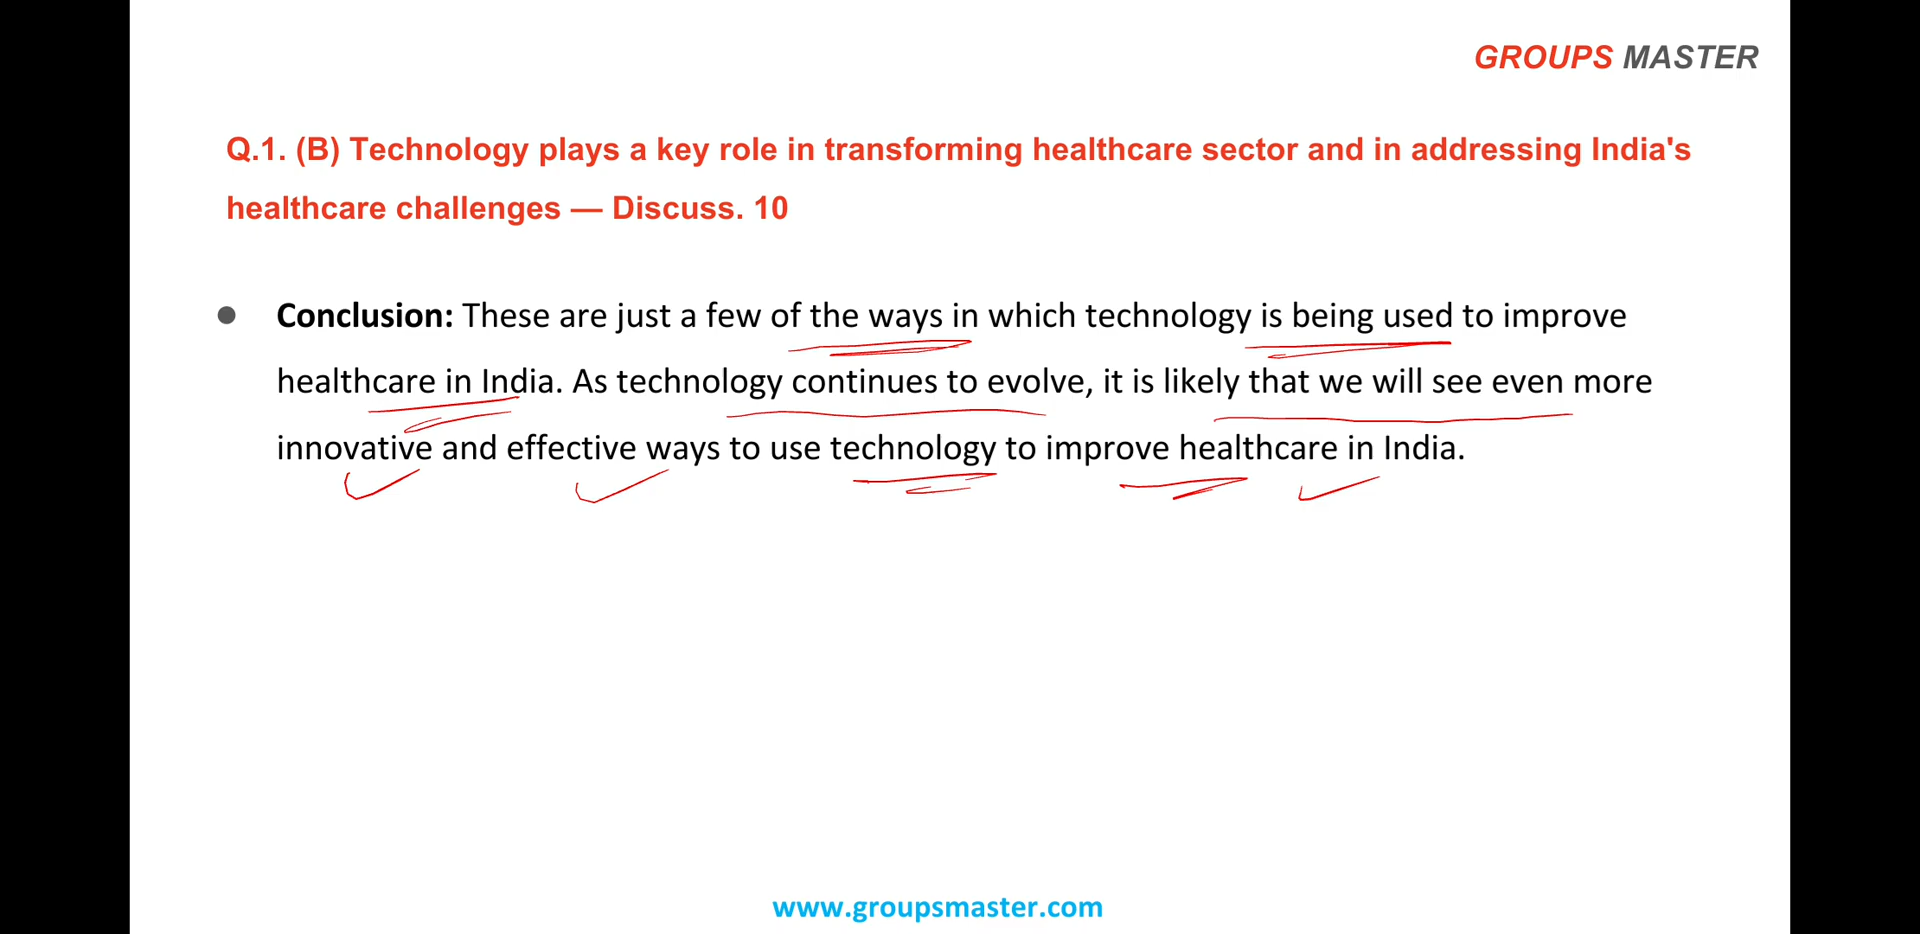 GROUPS MASTER
Q.1. (B) Technology plays a key role in transforming healthcare sector and in addressing India's
healthcare challenges — Discuss. 10
● Conclusion: These are just a few of the ways in which technology is being used to improve
healthcare in India. As technology continues to evolve, it is likely that we will see even more
innovative and effective ways to use technology to improve healthcare in India.
www.groupsmaster.com